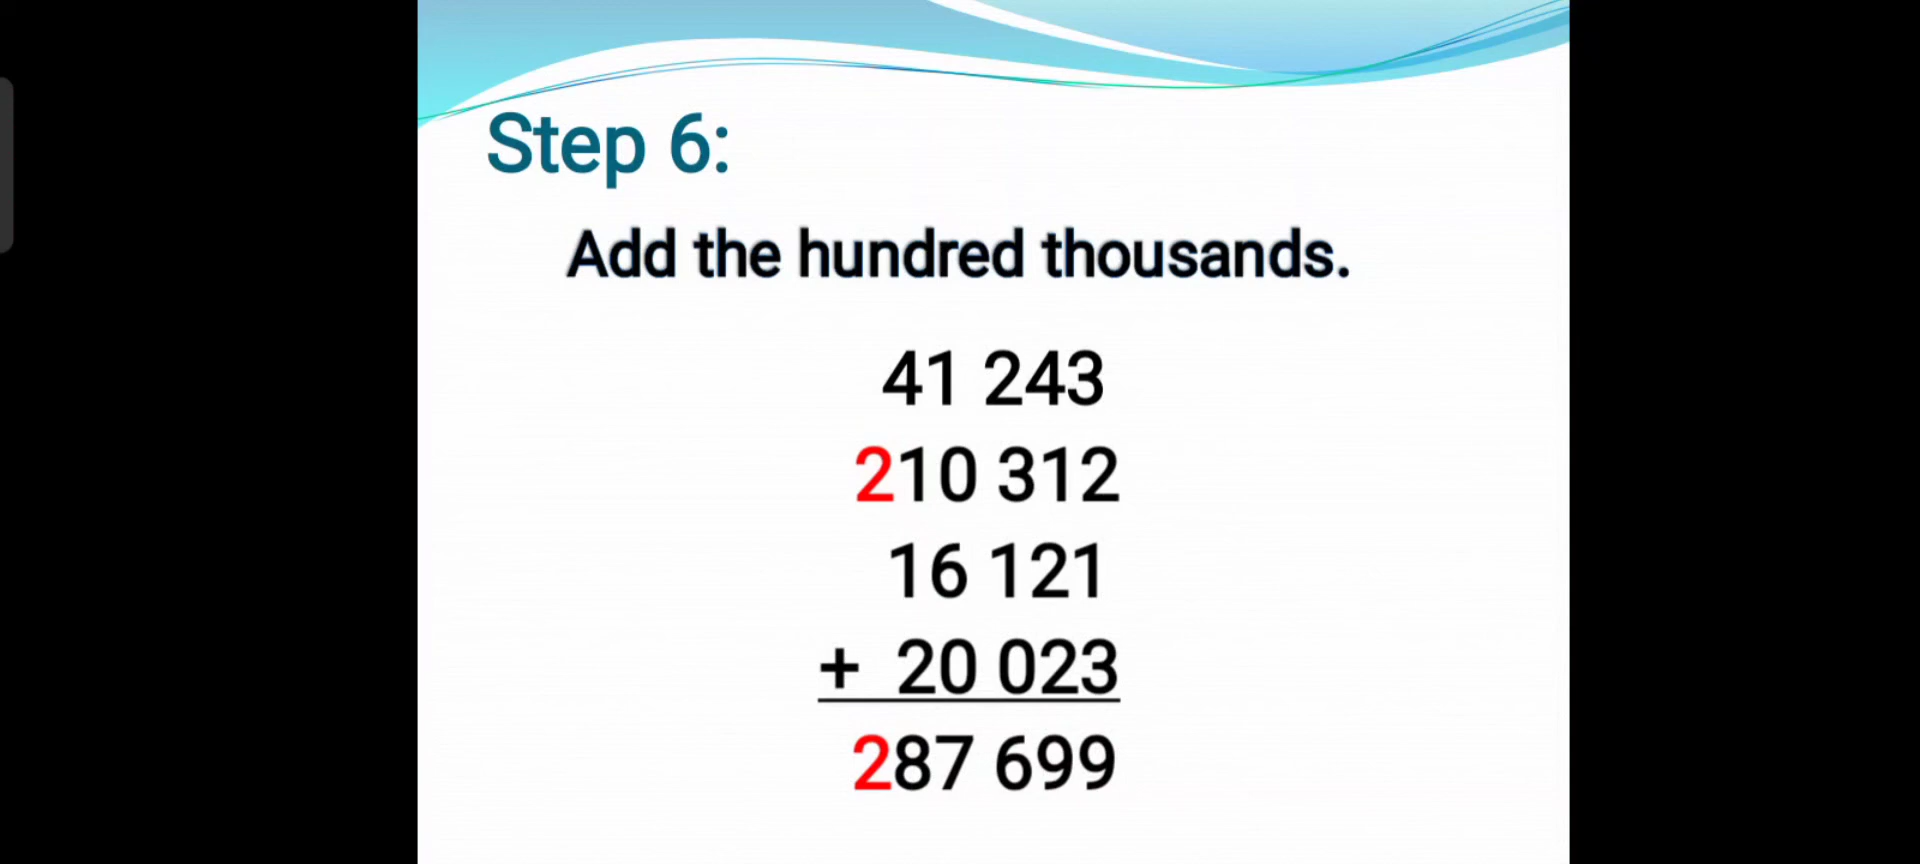 Step 6:
Add the hundred thousands.
41 243
210 312
16 121
+ 20 023
287 699